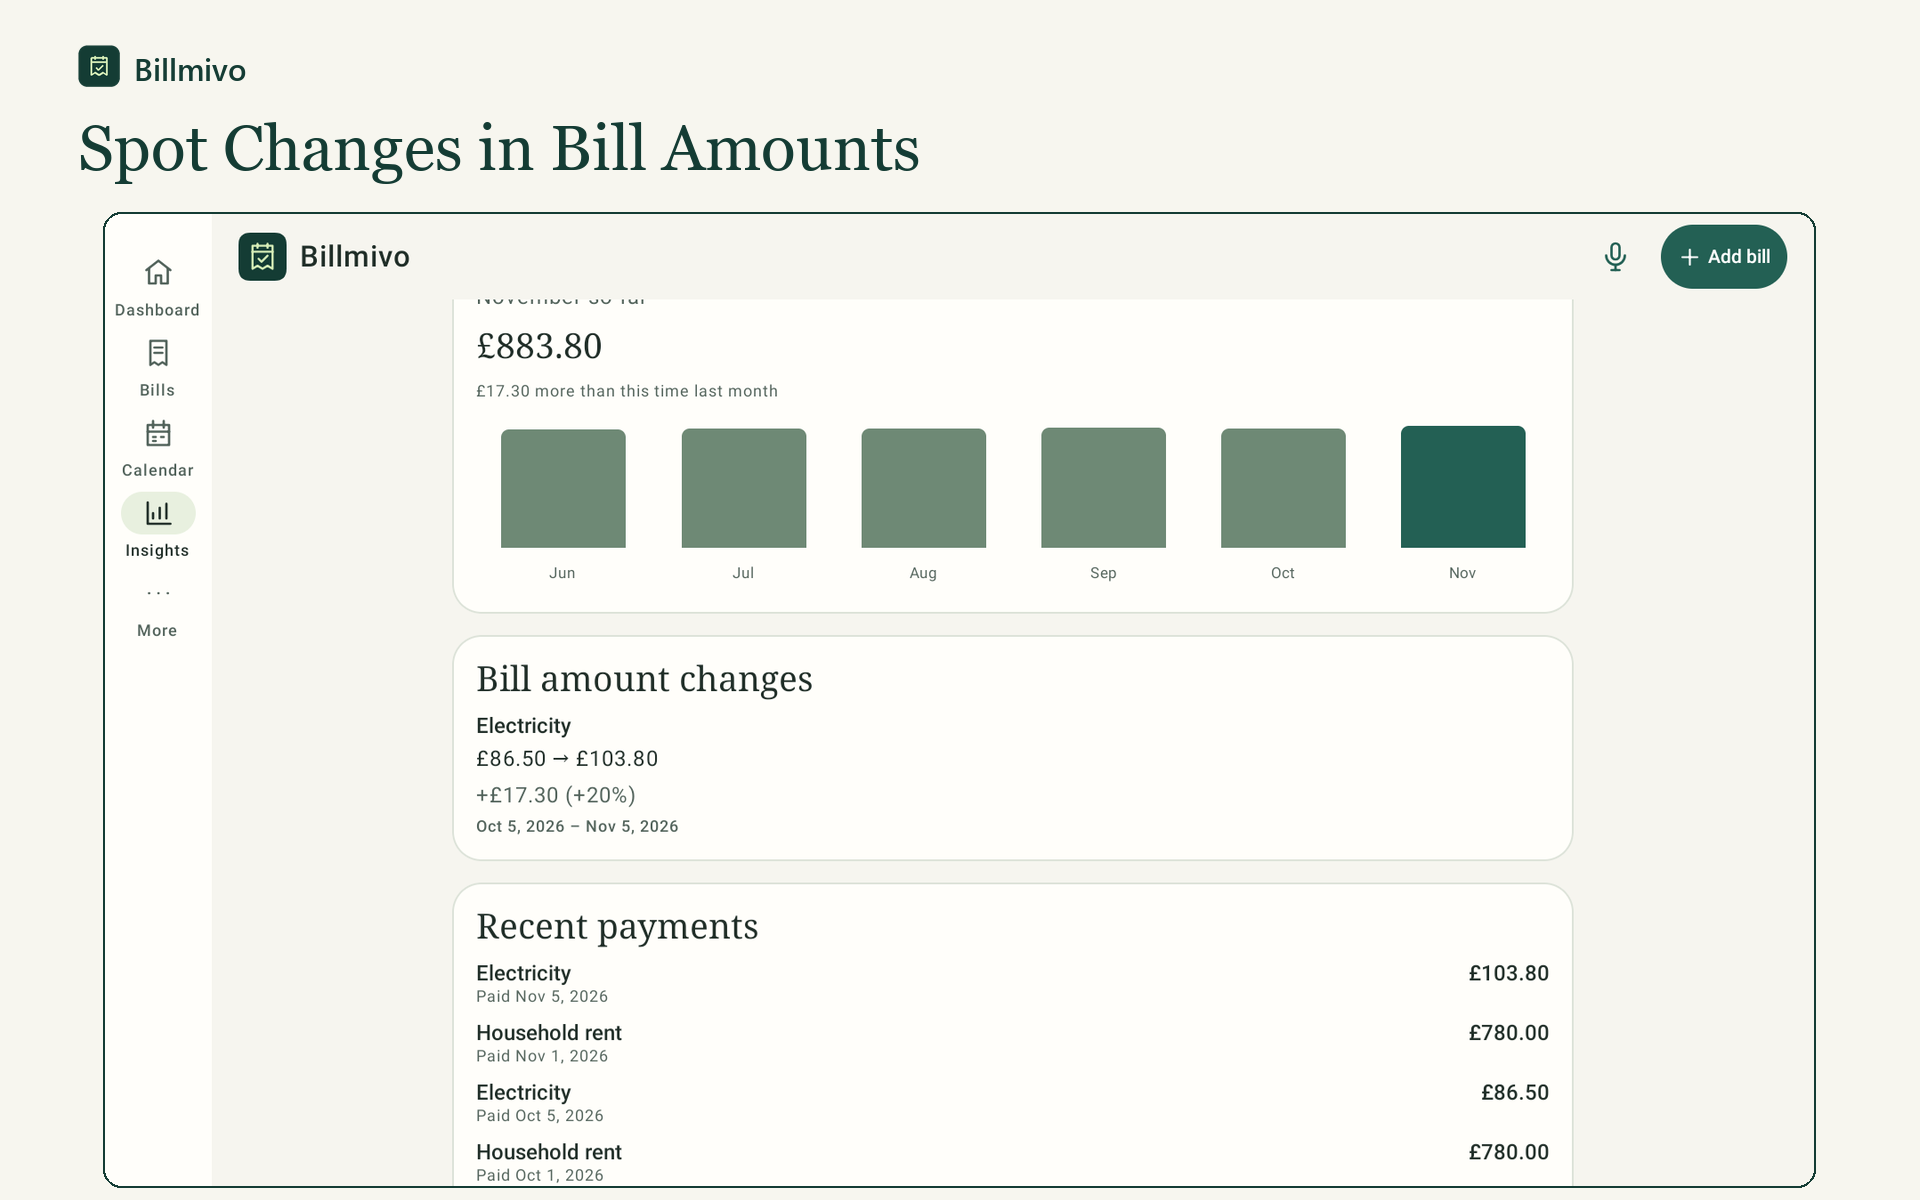 Billmivo
Spot Changes in Bill Amounts
Billmivo
Add bill
Dashboard
Bills
Calendar
Insights
More
November so far
£883.80
£17.30 more than this time last month
Jun
Jul
Aug
Sep
Oct
Nov
Bill amount changes
Electricity
£86.50 → £103.80
+£17.30 (+20%)
Oct 5, 2026 – Nov 5, 2026
Recent payments
Electricity £103.80
Paid Nov 5, 2026
Household rent £780.00
Paid Nov 1, 2026
Electricity £86.50
Paid Oct 5, 2026
Household rent £780.00
Paid Oct 1, 2026